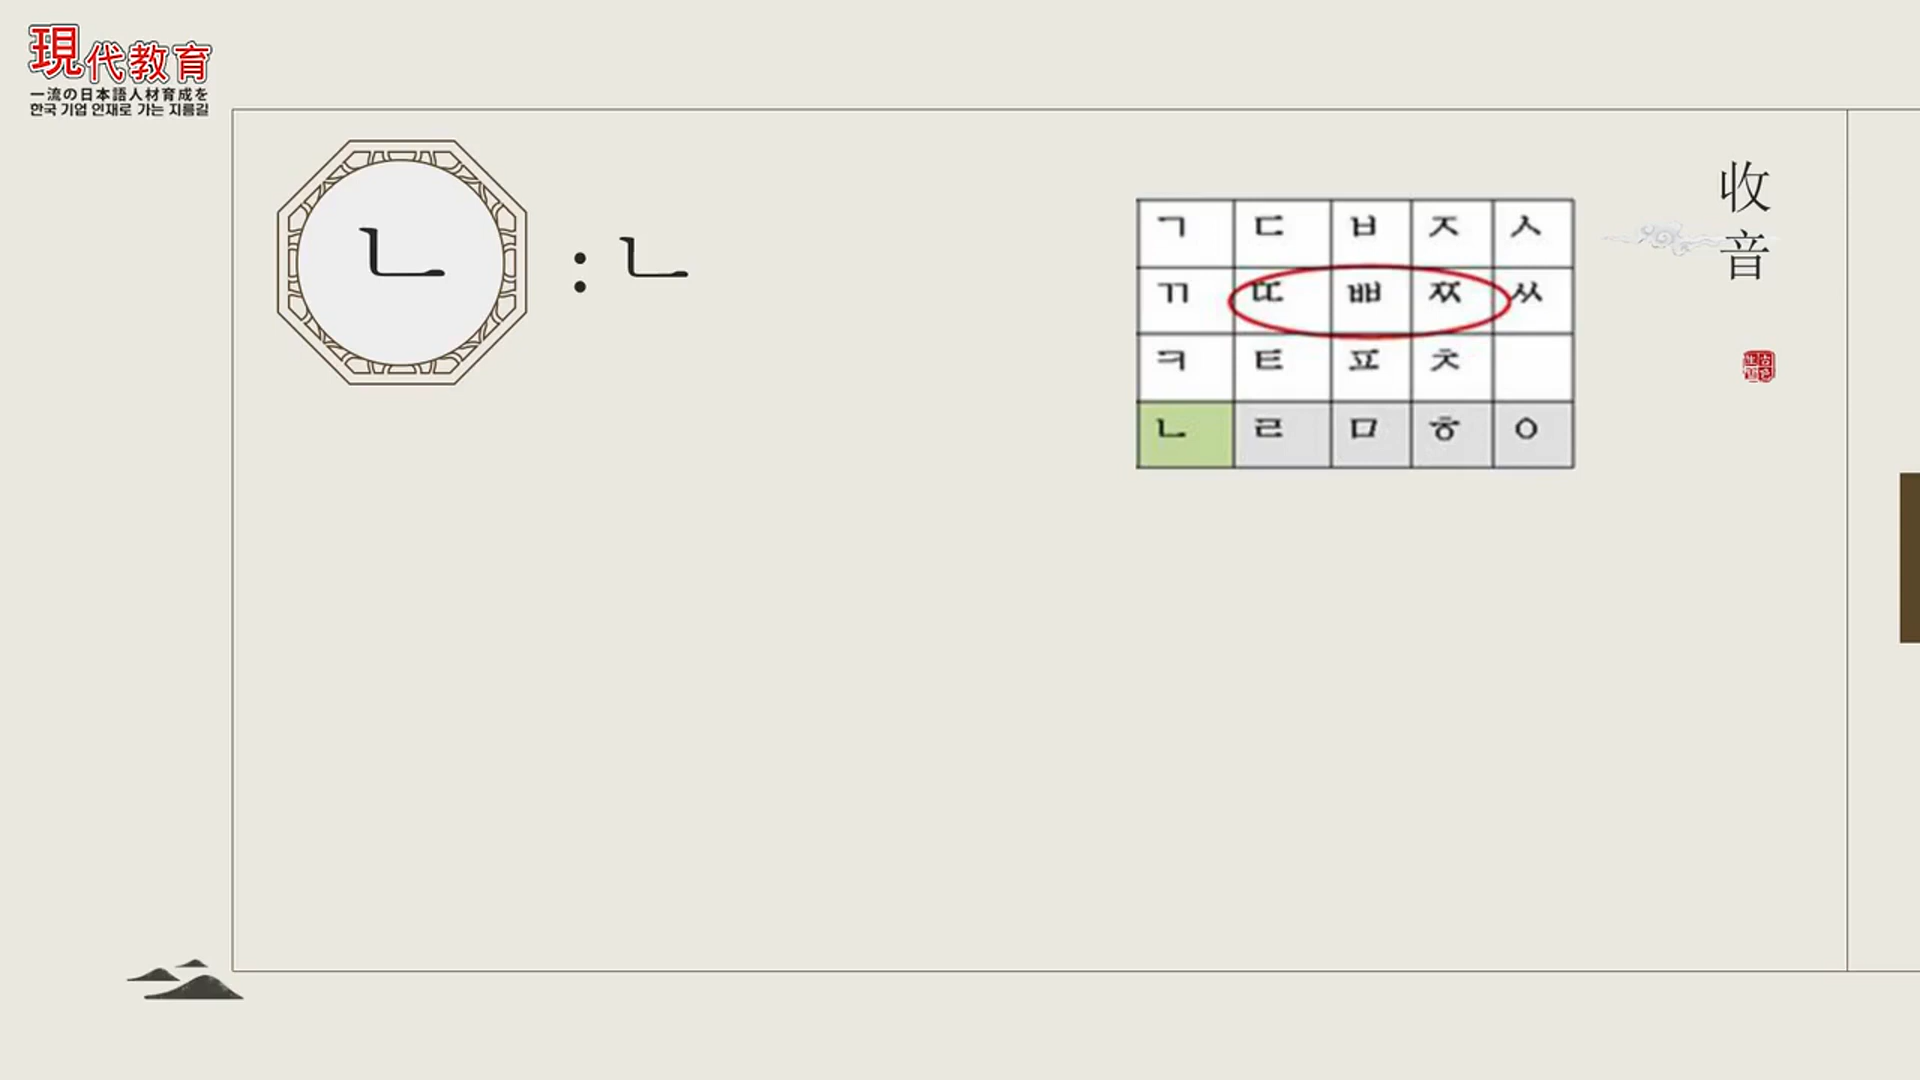 現代教育
一流の日本語人材育成を
한국 기업 인재로 가는 지름길
ㄴ : ㄴ
ㄱ ㄷ ㅂ ㅈ ㅅ
ㄲ ㄸ ㅃ ㅉ ㅆ
ㅋ ㅌ ㅍ ㅊ
ㄴ ㄹ ㅁ ㅎ ㅇ
收音